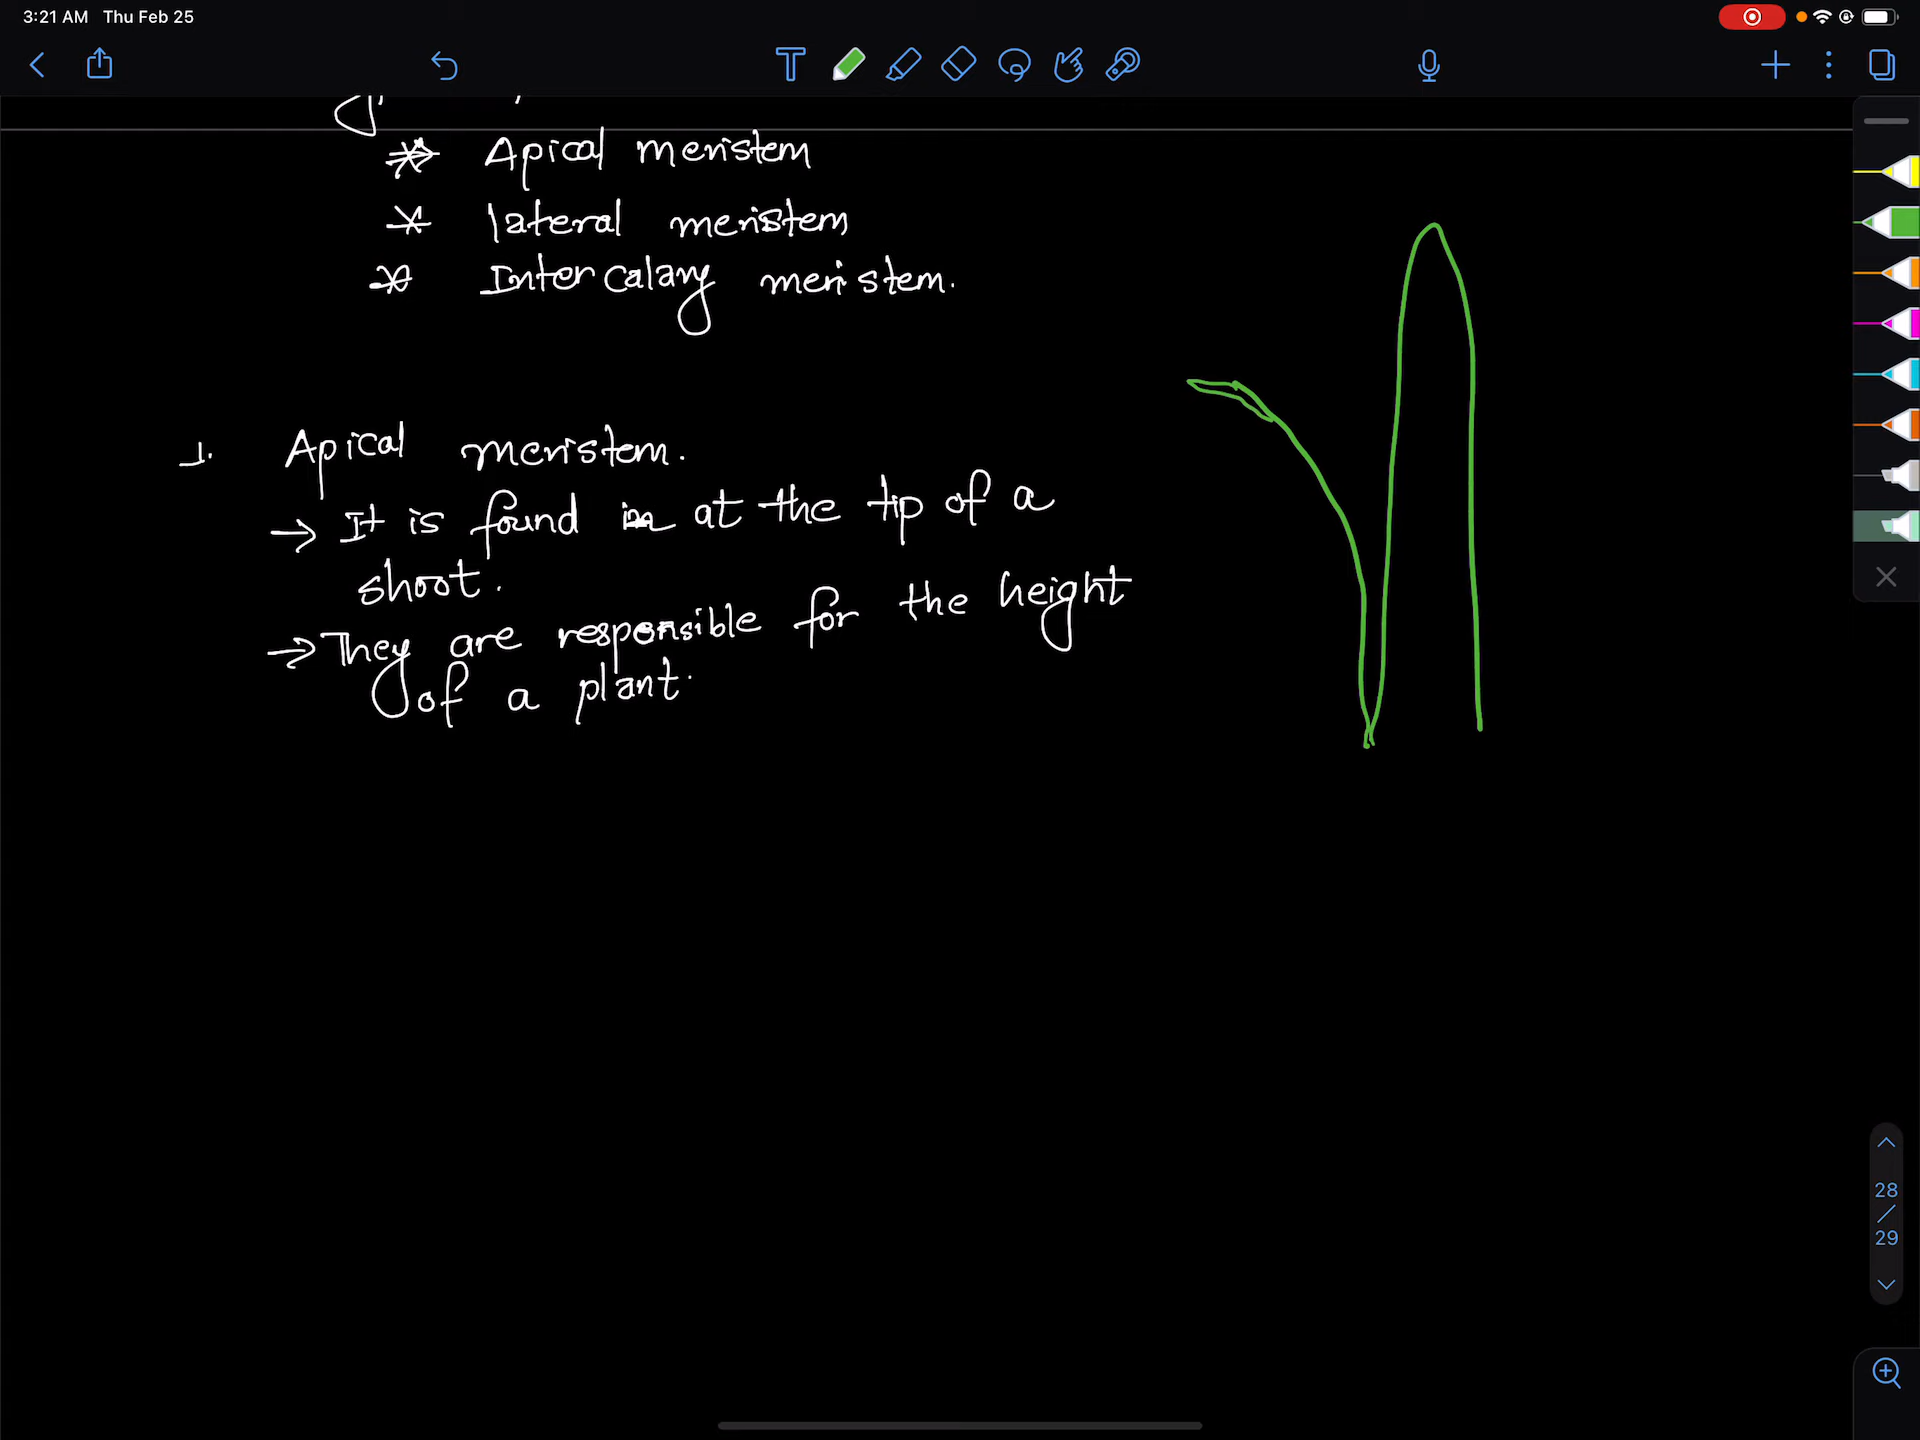 3:21 AM Thu Feb 25
Apical meristem
lateral meristem
Intercalary meristem.
1. Apical meristem.
→ It is found at the tip of a
shoot.
→ They are responsible for the height
of a plant.
28
/
29